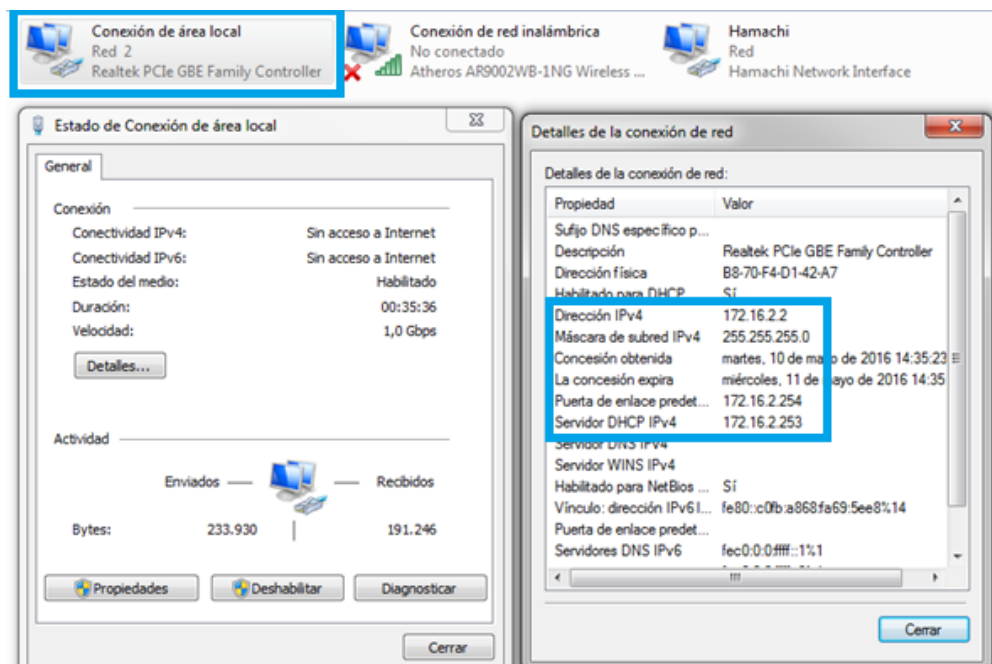 Conexión de área local
Red 2
Realtek PCIe GBE Family Controller
Conexión de red inalámbrica
No conectado
Atheros AR9002WB-1NG Wireless ...
Hamachi
Red
Hamachi Network Interface
Estado de Conexión de área local
General
Conexión
Conectividad IPv4: Sin acceso a Internet
Conectividad IPv6: Sin acceso a Internet
Estado del medio: Habilitado
Duración: 00:35:36
Velocidad: 1,0 Gbps
Detalles...
Actividad
Enviados Recibidos
Bytes: 233.930 191.246
Propiedades Deshabilitar Diagnosticar
Cerrar
Detalles de la conexión de red
Detalles de la conexión de red:
Propiedad Valor
Sufijo DNS específico p...
Descripción Realtek PCIe GBE Family Controller
Dirección física B8-70-F4-D1-42-A7
Habilitado para DHCP Sí
Dirección IPv4 172.16.2.2
Máscara de subred IPv4 255.255.255.0
Concesión obtenida martes, 10 de mayo de 2016 14:35:23
La concesión expira miércoles, 11 de mayo de 2016 14:35
Puerta de enlace predet... 172.16.2.254
Servidor DHCP IPv4 172.16.2.253
Servidor DNS IPv4
Servidor WINS IPv4
Habilitado para NetBios ... Sí
Vínculo: dirección IPv6 l... fe80::c0fb:a868:fa69:5ee8%14
Puerta de enlace predet...
Servidores DNS IPv6 fec0:0:0:ffff::1%1
Cerrar